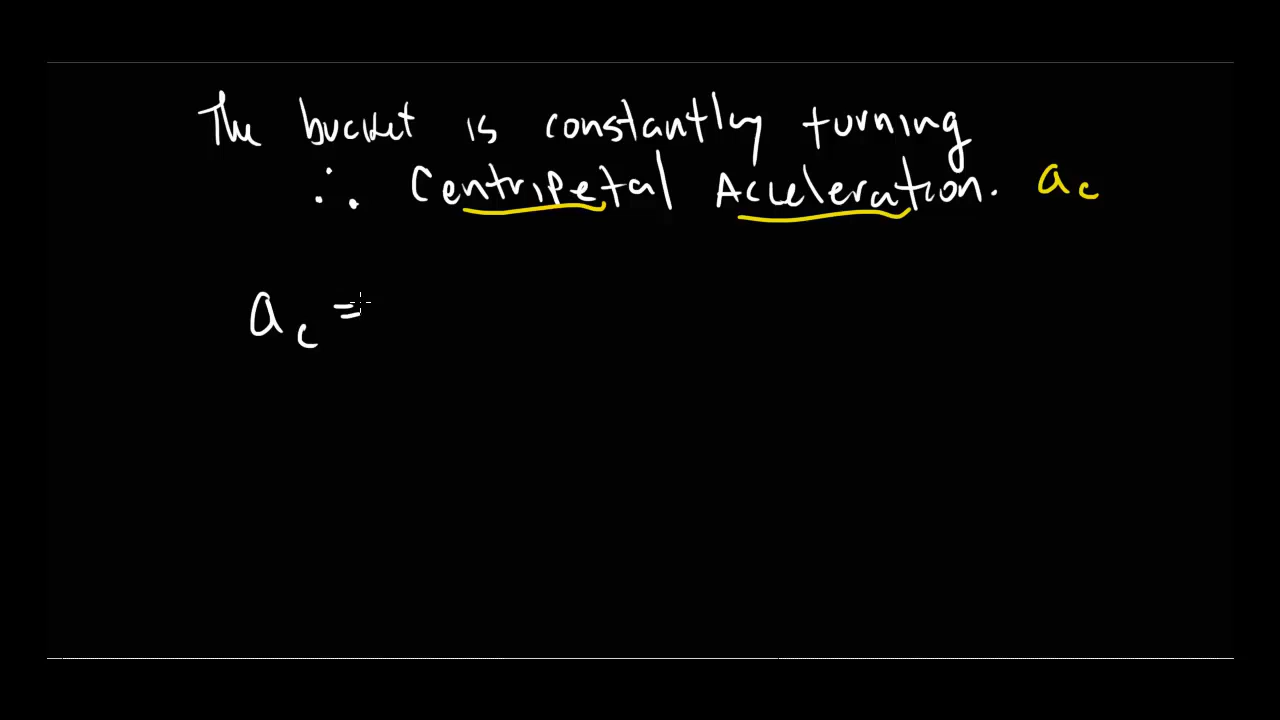 The bucket is constantly turning
∴ Centripetal Acceleration. ac
ac =